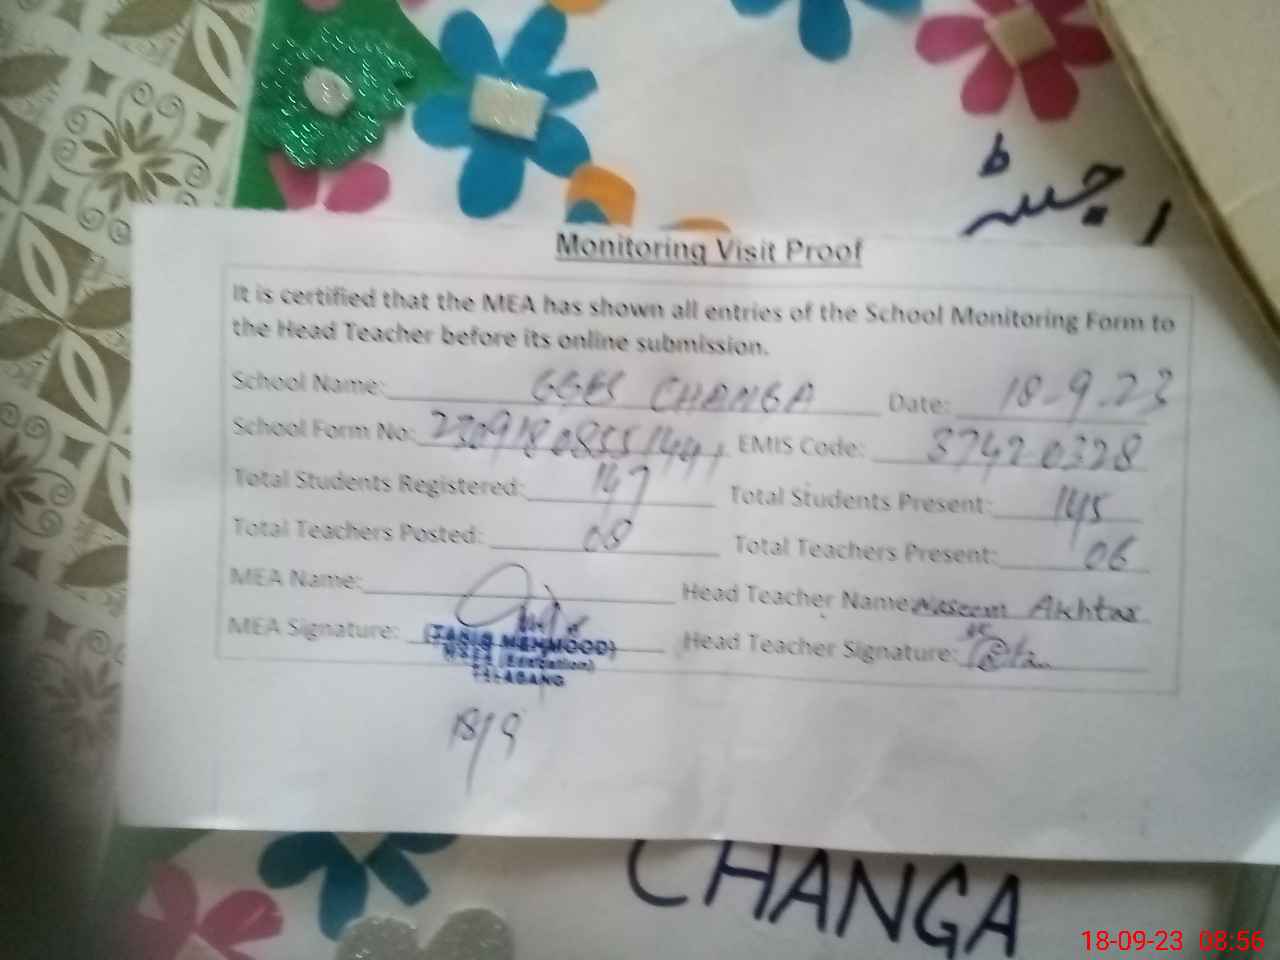 Monitoring Visit Proof
It is certified that the MEA has shown all entries of the School Monitoring Form to
the Head Teacher before its online submission.
School Name: GGES CHANGA Date: 18-9-23
School Form No: EMIS Code: 37420328
Total Students Registered: 147 Total Students Present: 145
Total Teachers Posted: 08 Total Teachers Present: 06
MEA Name: Head Teacher Name: Naseem Akhtar
MEA Signature: Head Teacher Signature:
(TARIQ MEHMOOD)
(Education)
TALAGANG
18/9
CHANGA
18-09-23 08:56